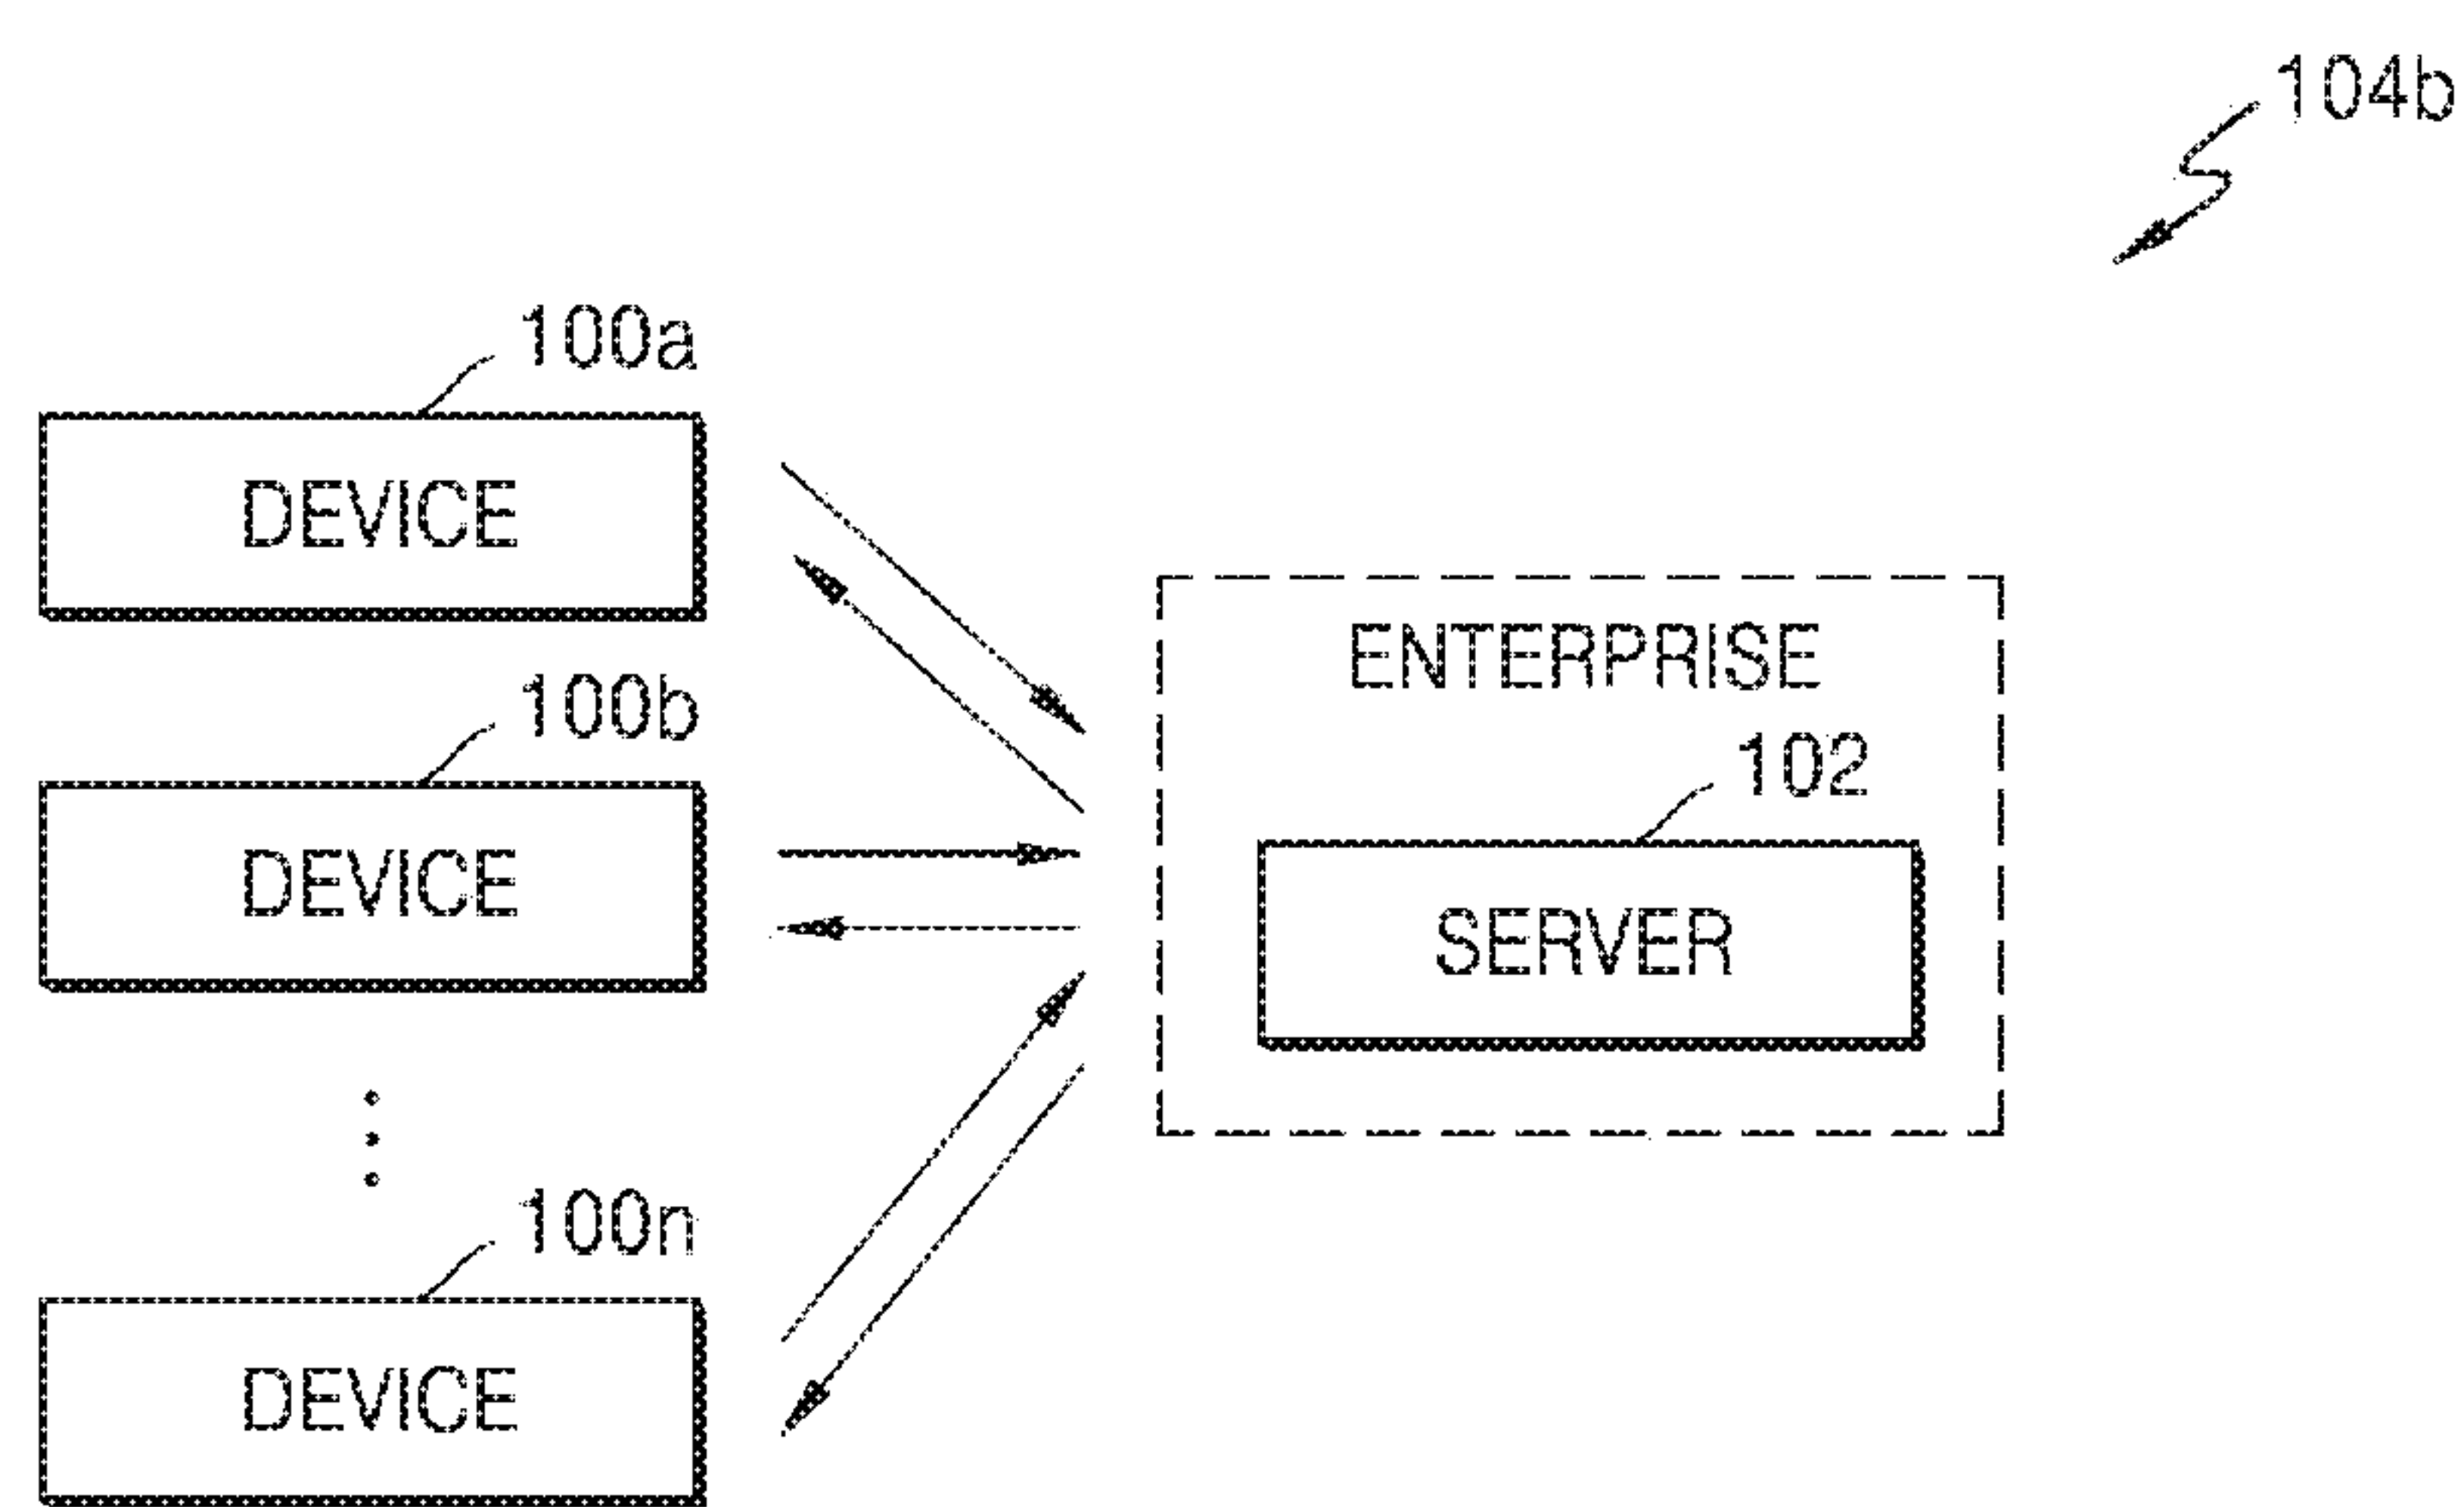 104b
100a
DEVICE
ENTERPRISE
100b
102
DEVICE
SERVER
100n
DEVICE